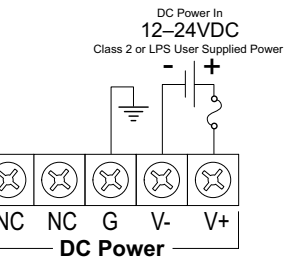 DC Power In
12–24VDC
Class 2 or LPS User Supplied Power
- +
NC NC G V- V+
DC Power